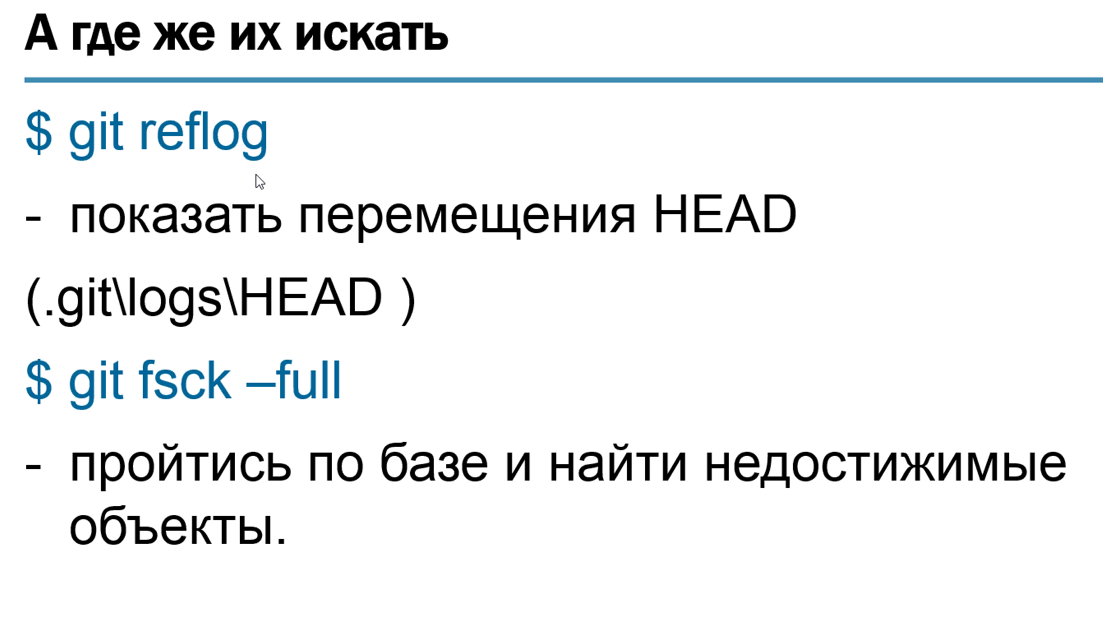 А где же их искать
$ git reflog
- показать перемещения HEAD
(.git\logs\HEAD )
$ git fsck –full
- пройтись по базе и найти недостижимые
объекты.